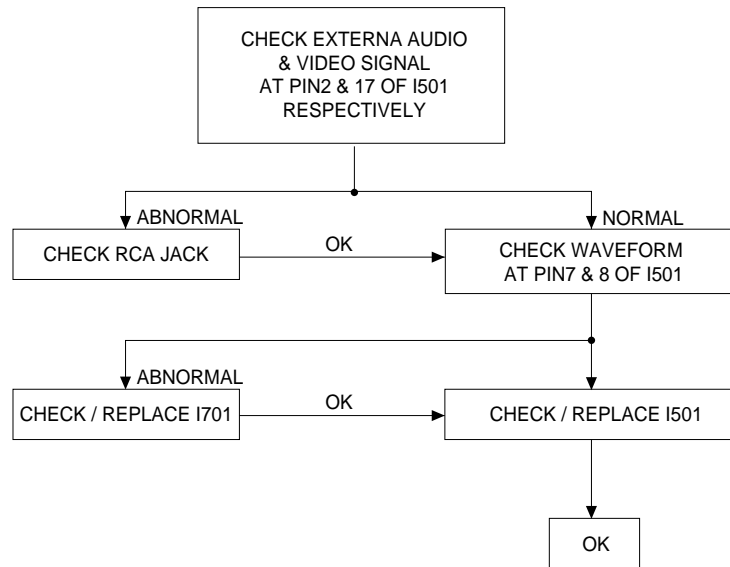 CHECK EXTERNA AUDIO
& VIDEO SIGNAL
AT PIN2 & 17 OF I501
RESPECTIVELY
ABNORMAL
NORMAL
CHECK RCA JACK
OK
CHECK WAVEFORM
AT PIN7 & 8 OF I501
ABNORMAL
CHECK / REPLACE I701
OK
CHECK / REPLACE I501
OK